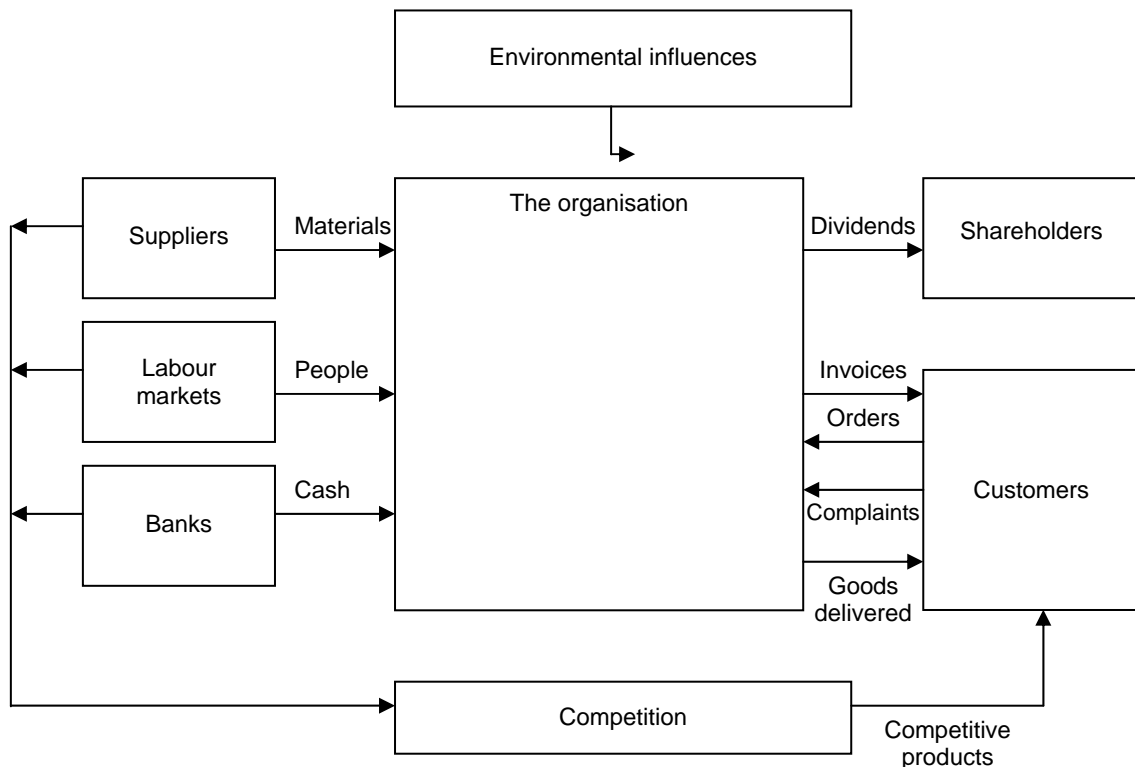 Environmental influences
The organisation
Suppliers
Materials
Dividends
Shareholders
Labour
markets
People
Invoices
Orders
Customers
Banks
Cash
Complaints
Goods
delivered
Competition
Competitive
products